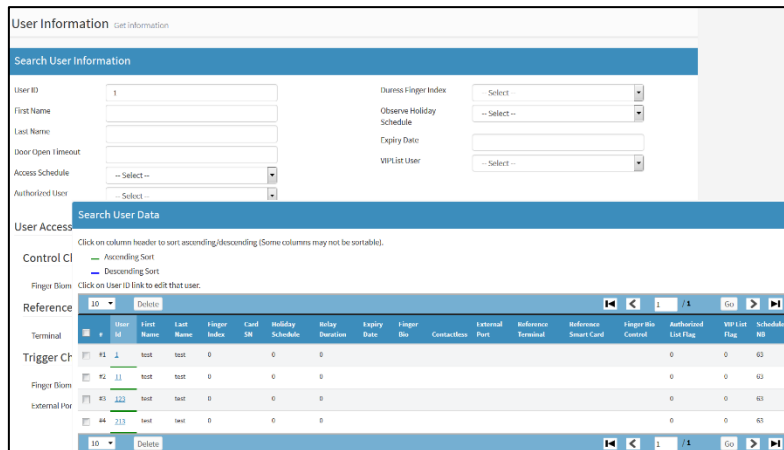 User Information Get information
Search User Information
User ID 1
First Name
Last Name
Door Open Timeout
Access Schedule -- Select --
Authorized User -- Select --
Duress Finger Index -- Select --
Observe Holiday Schedule -- Select --
Expiry Date
VIPList User -- Select --
User Access
Control Cl
Finger Biom
Reference
Terminal
Trigger Ch
Finger Biom
External Por
Search User Data
Click on column header to sort ascending/descending (Some columns may not be sortable).
Ascending Sort
Descending Sort
Click on User ID link to edit that user.
10 Delete 1 / 1 Go
# User Id First Name Last Name Finger Index Card SN Holiday Schedule Relay Duration Expiry Date Finger Bio Contactless External Port Reference Terminal Reference Smart Card Finger Bio Control Authorized List Flag VIP List Flag Schedule NB
#1 1 test test 0 0 0 0 0 63
#2 11 test test 0 0 0 0 0 63
#3 123 test test 0 0 0 0 0 63
#4 213 test test 0 0 0 0 0 63
10 Delete 1 / 1 Go